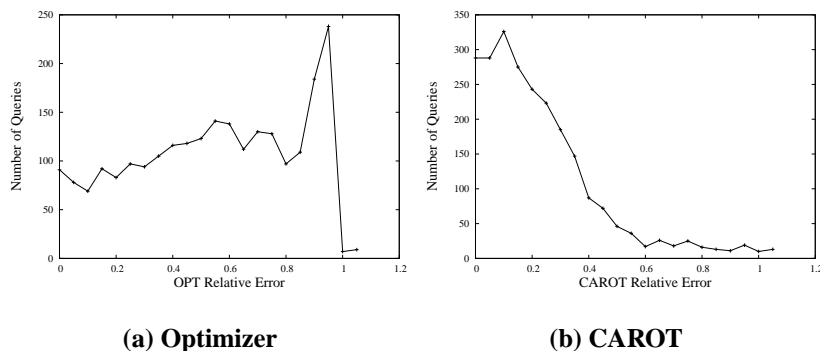 250
200
150
100
50
0
Number of Queries
0 0.2 0.4 0.6 0.8 1 1.2
OPT Relative Error
(a) Optimizer
350
300
250
200
150
100
50
0
Number of Queries
0 0.2 0.4 0.6 0.8 1 1.2
CAROT Relative Error
(b) CAROT